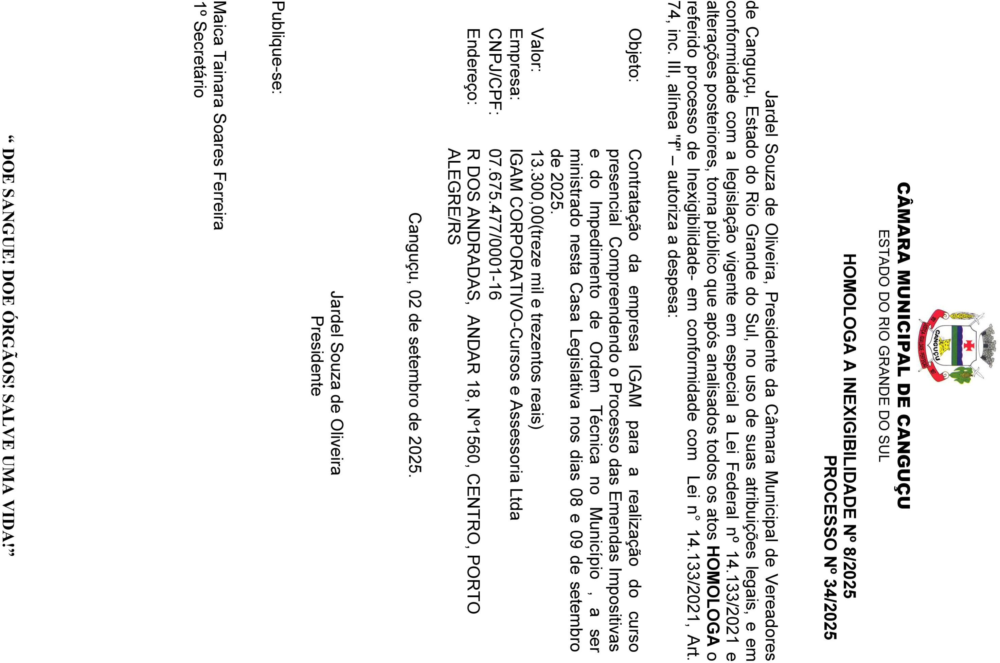 CANGUÇU
JUSTIÇA - IGUALDADE - PERFEIÇÃO
1857
CÂMARA MUNICIPAL DE CANGUÇU
ESTADO DO RIO GRANDE DO SUL
HOMOLOGA A INEXIGIBILIDADE Nº 8/2025
PROCESSO Nº 34/2025
Jardel Souza de Oliveira, Presidente da Câmara Municipal de Vereadores
de Canguçu, Estado do Rio Grande do Sul, no uso de suas atribuições legais, e em
conformidade com a legislação vigente em especial a Lei Federal nº 14.133/2021 e
alterações posteriores, torna público que após analisados todos os atos HOMOLOGA o
referido processo de Inexigibilidade- em conformidade com Lei n° 14.133/2021, Art.
74, inc. III, alínea "f" – autoriza a despesa:
Objeto: Contratação da empresa IGAM para a realização do curso
presencial Compreendendo o Processo das Emendas Impositivas
e do Impedimento de Ordem Técnica no Município , a ser
ministrado nesta Casa Legislativa nos dias 08 e 09 de setembro
de 2025.
Valor: 13.300,00(treze mil e trezentos reais)
Empresa: IGAM CORPORATIVO-Cursos e Assessoria Ltda
CNPJ/CPF: 07.675.477/0001-16
Endereço: R DOS ANDRADAS, ANDAR 18, Nº1560, CENTRO, PORTO
ALEGRE/RS
Canguçu, 02 de setembro de 2025.
Jardel Souza de Oliveira
Presidente
Publique-se:
Maica Tainara Soares Ferreira
1º Secretário
“ DOE SANGUE! DOE ÓRGÃOS! SALVE UMA VIDA!”